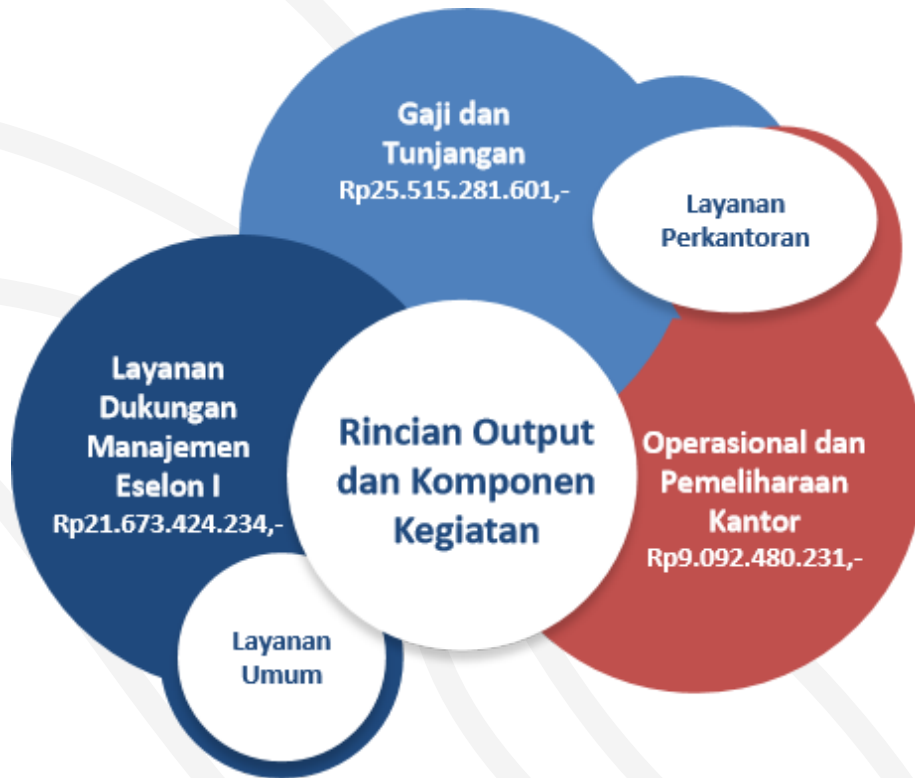 Gaji dan
Tunjangan
Rp25.515.281.601,-
Layanan
Perkantoran
Layanan
Dukungan
Manajemen
Eselon I
Rp21.673.424.234,-
Rincian Output
dan Komponen
Kegiatan
Operasional dan
Pemeliharaan
Kantor
Rp9.092.480.231,-
Layanan
Umum